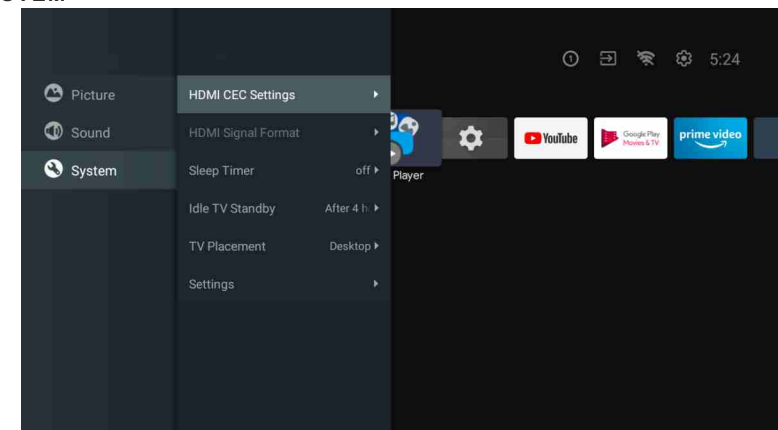 5:24
Picture
Sound
System
HDMI CEC Settings
HDMI Signal Format
Sleep Timer off
Idle TV Standby After 4 h
TV Placement Desktop
Settings
Player
YouTube
Google Play
Movies & TV
prime video